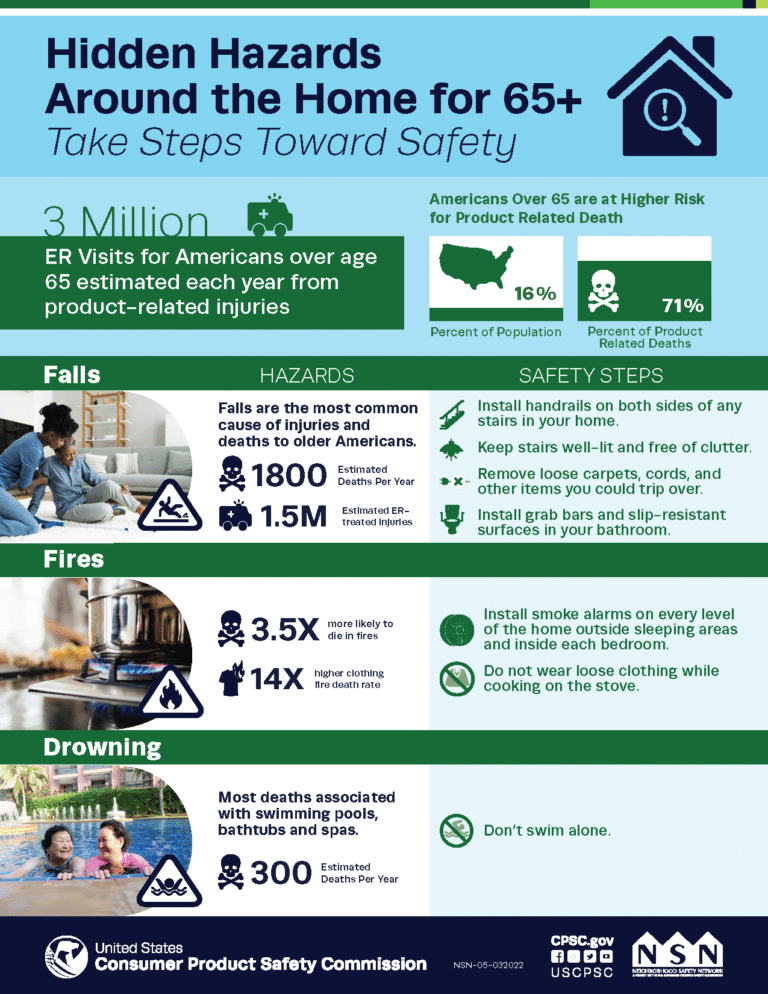 Hidden Hazards
Around the Home for 65+
Take Steps Toward Safety
3 Million
ER Visits for Americans over age
65 estimated each year from
product-related injuries
Americans Over 65 are at Higher Risk
for Product Related Death
16%
Percent of Population
71%
Percent of Product
Related Deaths
Falls
HAZARDS
SAFETY STEPS
Falls are the most common
cause of injuries and
deaths to older Americans.
1800
Estimated
Deaths Per Year
1.5M
Estimated ER-
treated Injuries
Install handrails on both sides of any
stairs in your home.
Keep stairs well-lit and free of clutter.
Remove loose carpets, cords, and
other items you could trip over.
Install grab bars and slip-resistant
surfaces in your bathroom.
Fires
3.5X
more likely to
die in fires
14X
higher clothing
fire death rate
Install smoke alarms on every level
of the home outside sleeping areas
and inside each bedroom.
Do not wear loose clothing while
cooking on the stove.
Drowning
Most deaths associated
with swimming pools,
bathtubs and spas.
300
Estimated
Deaths Per Year
Don't swim alone.
United States
Consumer Product Safety Commission
NSN-05-032022
CPSC.gov
USCPSC
NSN
NEIGHBORHOOD SAFETY NETWORK